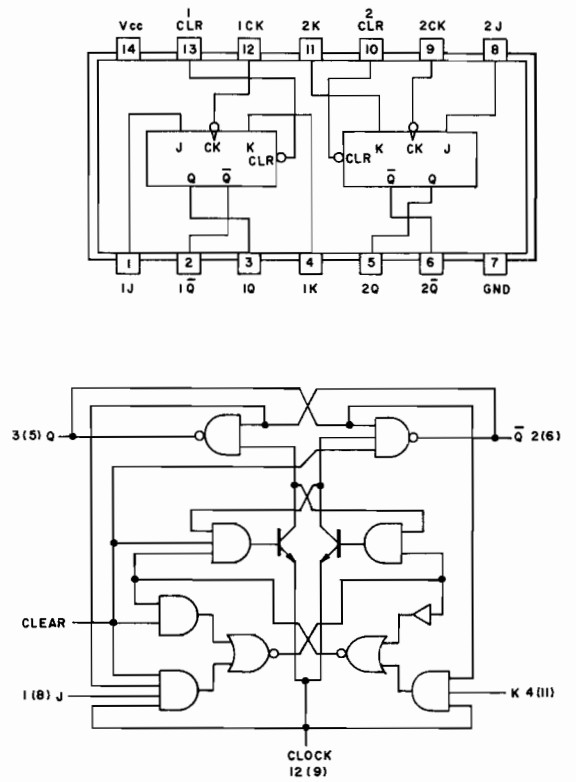 1 2
Vcc CLR 1CK 2K CLR 2CK 2J
14 13 12 11 10 9 8
J CK K CLR
CLR K CK J
Q Q̅
Q̅ Q
1 2 3 4 5 6 7
1J 1Q̅ 1Q 1K 2Q 2Q̅ GND
3(5) Q
Q̅ 2(6)
CLEAR
1(8) J
K 4(11)
CLOCK
12(9)